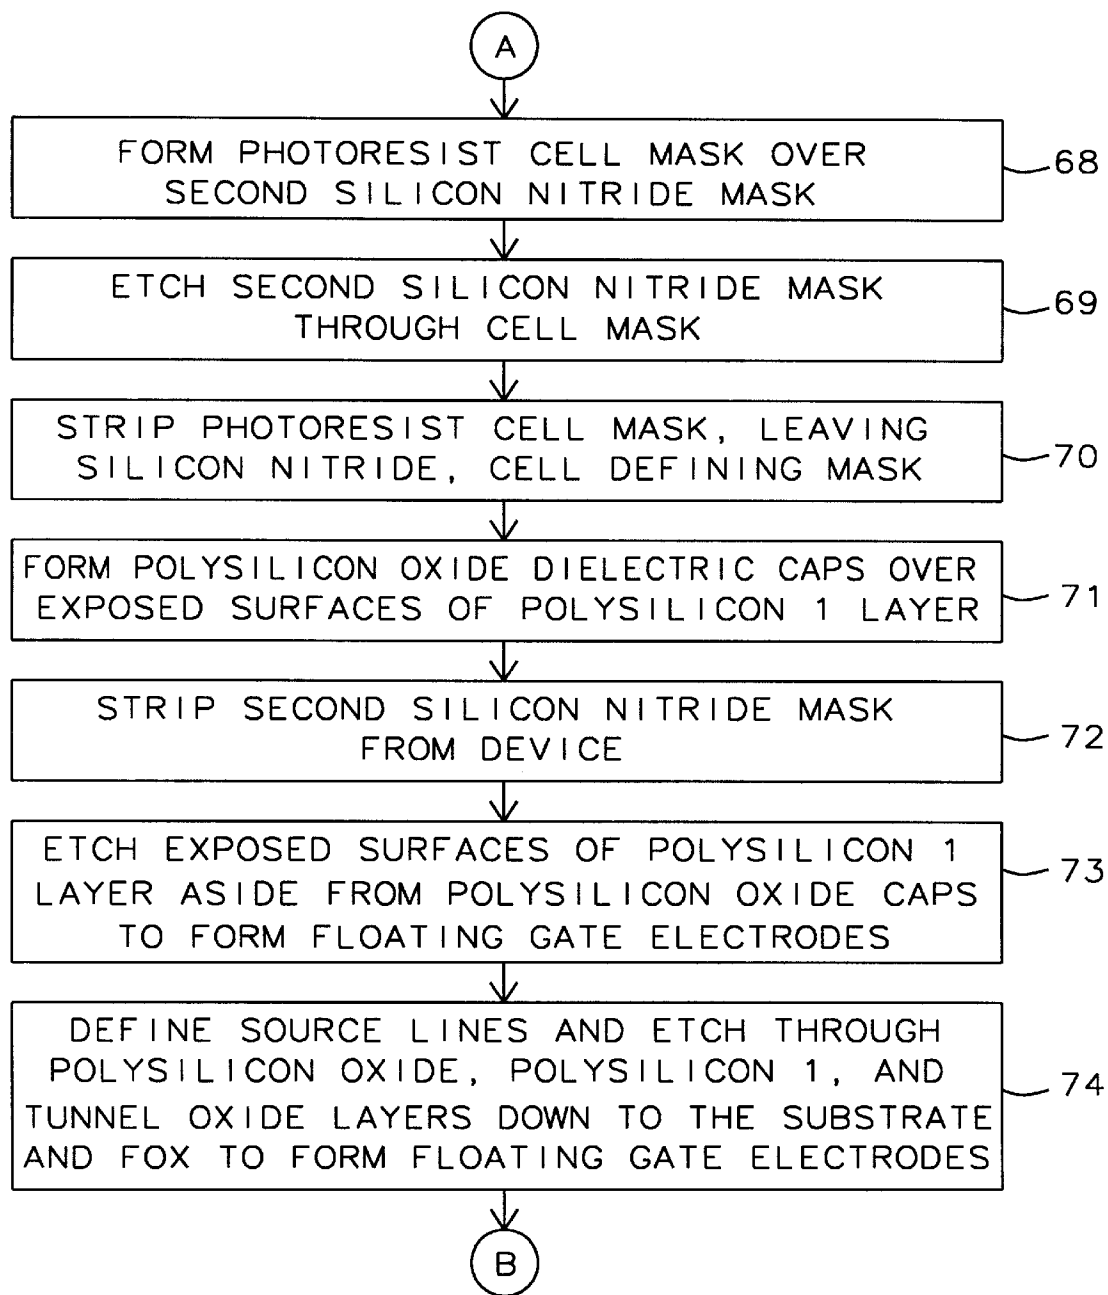 A
FORM PHOTORESIST CELL MASK OVER
SECOND SILICON NITRIDE MASK
68
ETCH SECOND SILICON NITRIDE MASK
THROUGH CELL MASK
69
STRIP PHOTORESIST CELL MASK, LEAVING
SILICON NITRIDE, CELL DEFINING MASK
70
FORM POLYSILICON OXIDE DIELECTRIC CAPS OVER
EXPOSED SURFACES OF POLYSILICON 1 LAYER
71
STRIP SECOND SILICON NITRIDE MASK
FROM DEVICE
72
ETCH EXPOSED SURFACES OF POLYSILICON 1
LAYER ASIDE FROM POLYSILICON OXIDE CAPS
TO FORM FLOATING GATE ELECTRODES
73
DEFINE SOURCE LINES AND ETCH THROUGH
POLYSILICON OXIDE, POLYSILICON 1, AND
TUNNEL OXIDE LAYERS DOWN TO THE SUBSTRATE
AND FOX TO FORM FLOATING GATE ELECTRODES
74
B